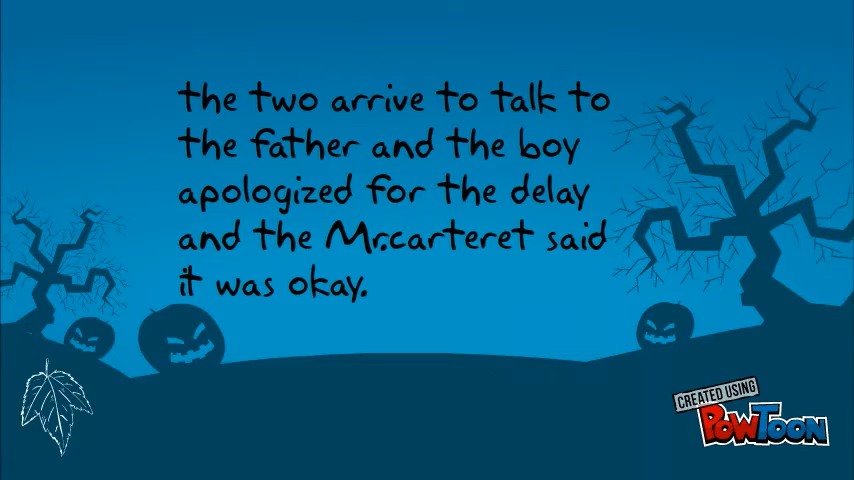 the two arrive to talk to
the father and the boy
apologized for the delay
and the Mr.carteret said
it was okay.
CREATED USING
POWTOON